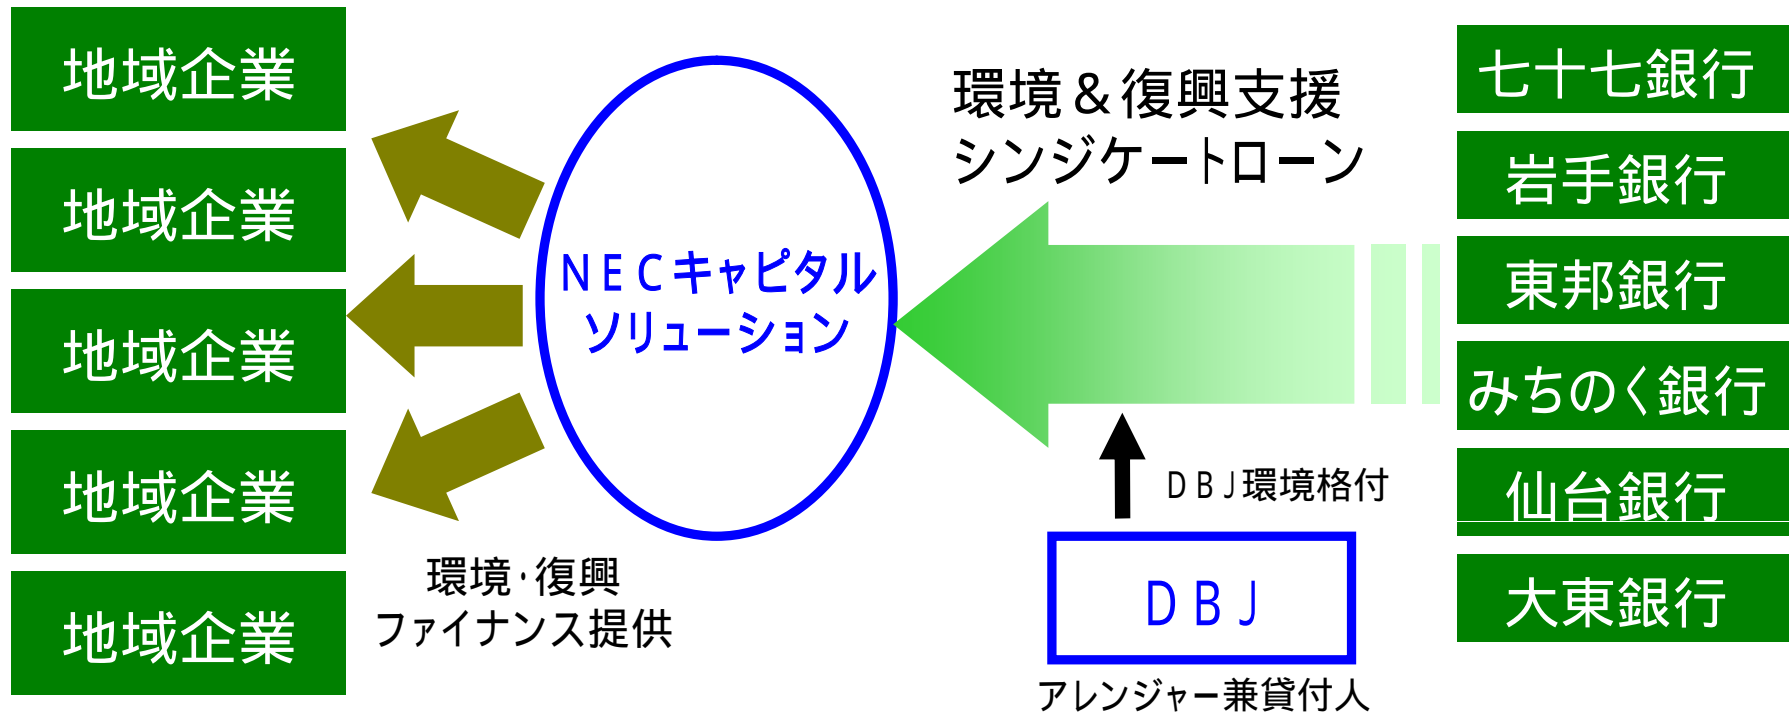 地域企業
地域企業
地域企業
地域企業
地域企業
環境・復興
ファイナンス提供
ＮＥＣキャピタル
ソリューション
環境＆復興支援
シンジケートローン
ＤＢＪ環境格付
ＤＢＪ
アレンジャー兼貸付人
七十七銀行
岩手銀行
東邦銀行
みちのく銀行
仙台銀行
大東銀行